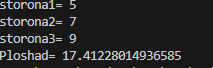 storona1= 5
storona2= 7
storona3= 9
Ploshad= 17.41228014936585